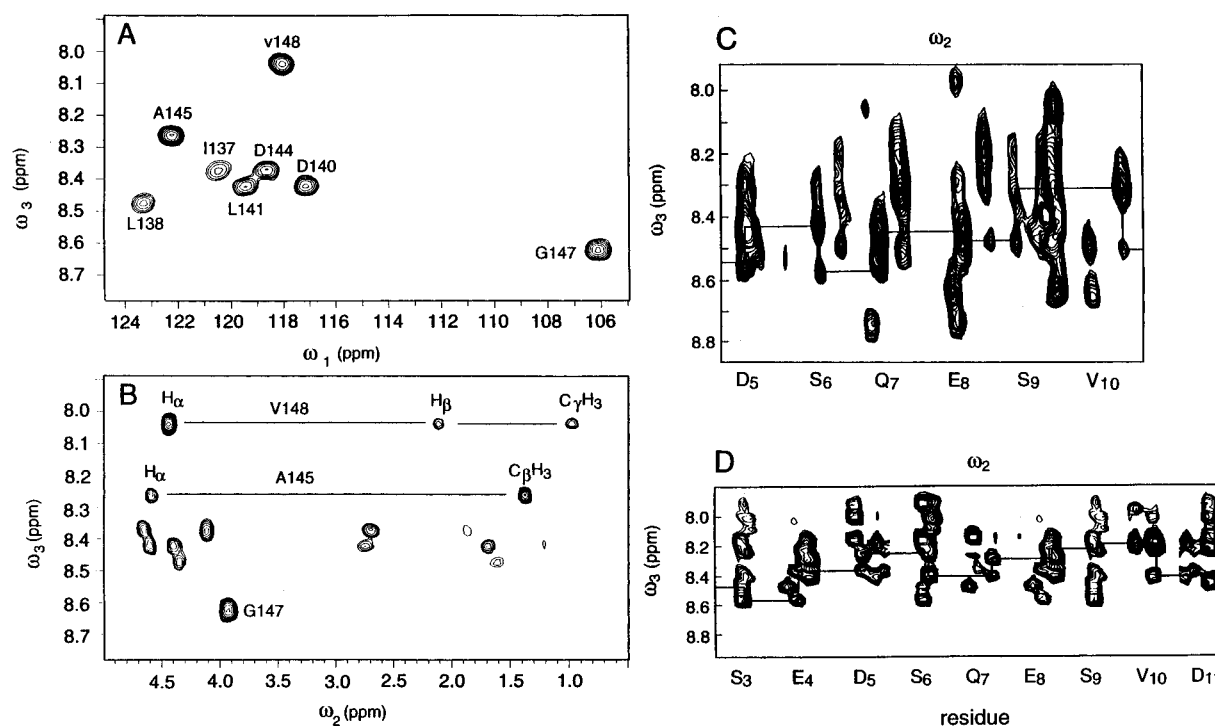 A
8.0
8.1
8.2
8.3
8.4
8.5
8.6
8.7
ω3 (ppm)
v148
A145
I137
D144
D140
L141
L138
G147
124 122 120 118 116 114 112 110 108 106
ω1 (ppm)
B
8.0
8.1
8.2
8.3
8.4
8.5
8.6
8.7
ω3 (ppm)
Hα V148 Hβ CγH3
Hα A145 CβH3
G147
4.5 4.0 3.5 3.0 2.5 2.0 1.5 1.0
ω2 (ppm)
C
ω2
8.0
8.2
8.4
8.6
8.8
ω3 (ppm)
D5 S6 Q7 E8 S9 V10
D
ω2
8.0
8.2
8.4
8.6
8.8
ω3 (ppm)
S3 E4 D5 S6 Q7 E8 S9 V10 D11
residue